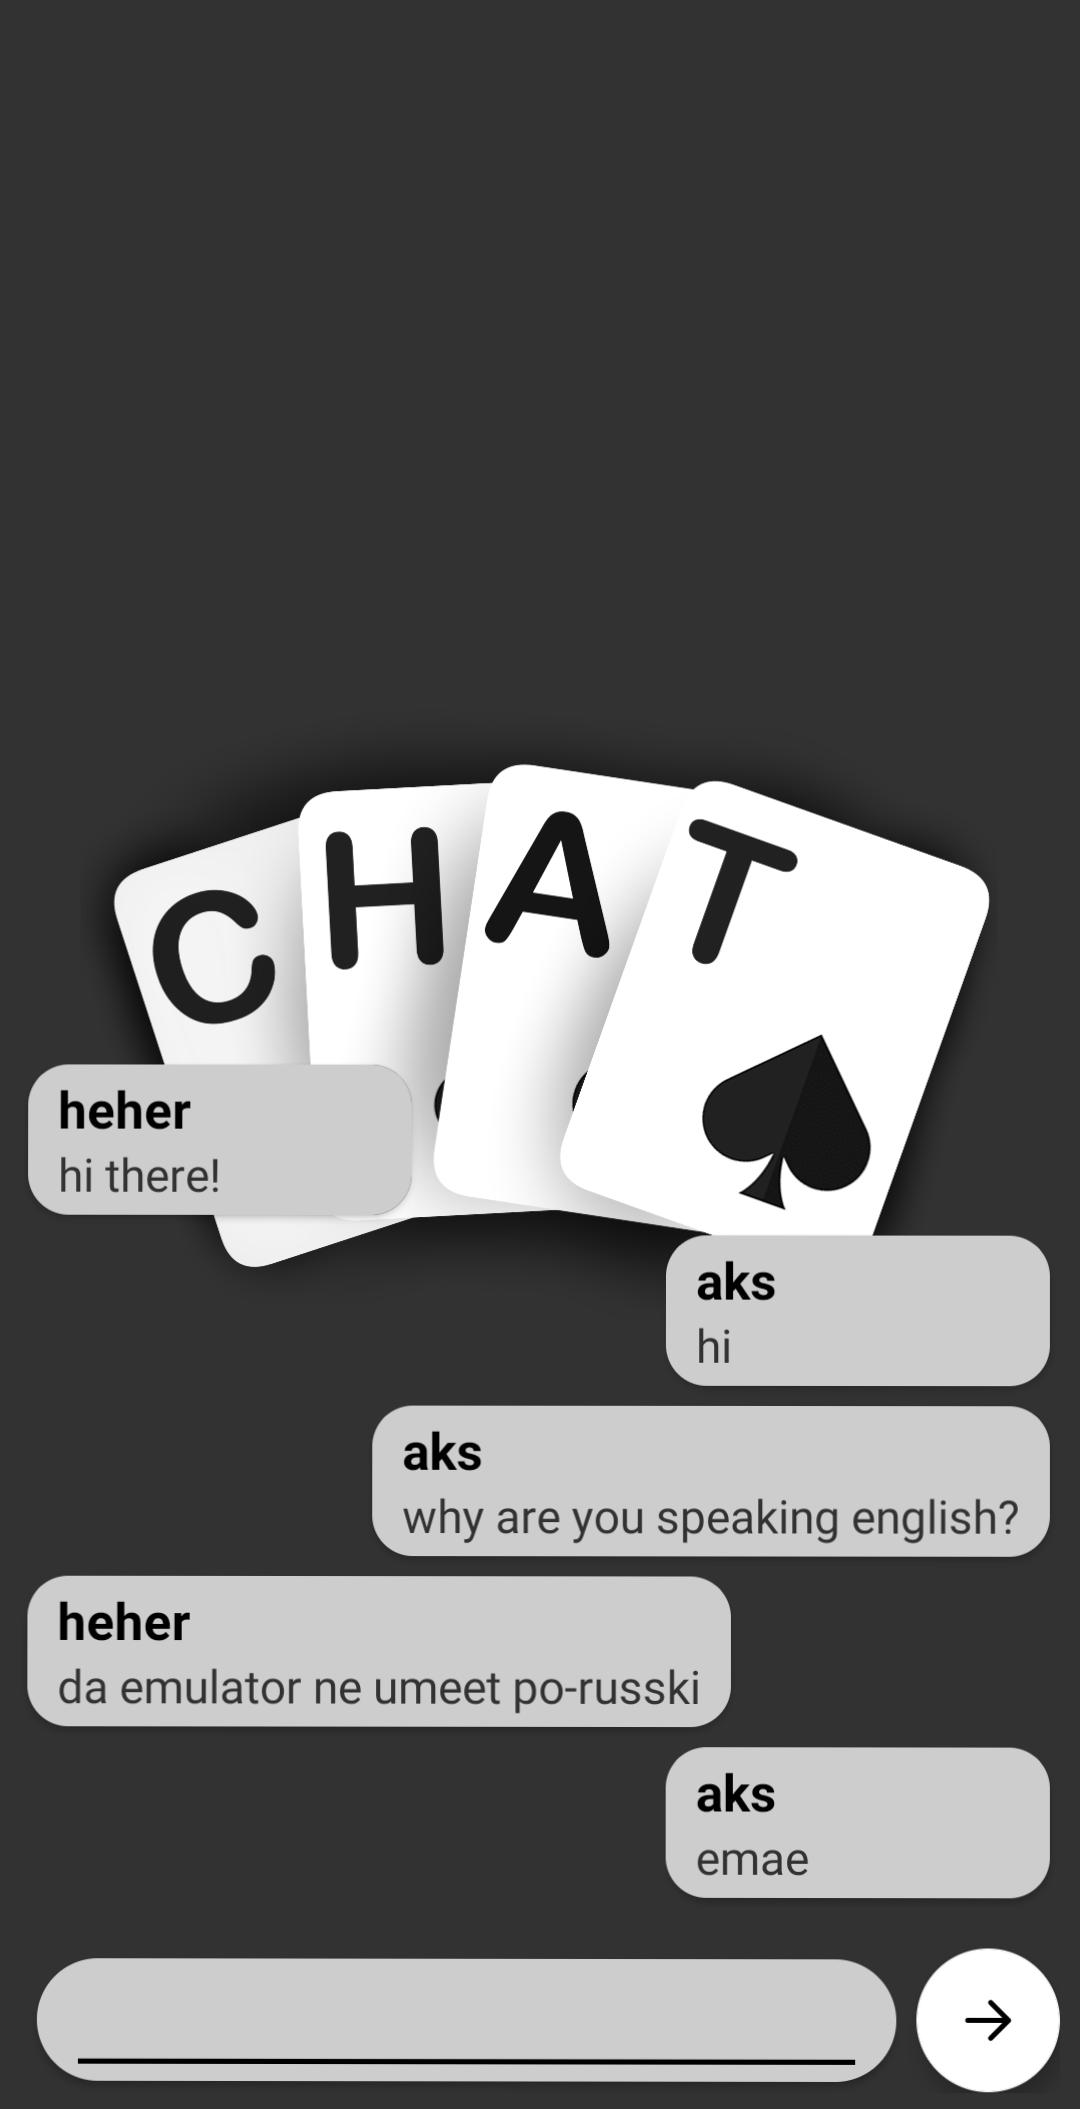 CHAT
heher
hi there!
aks
hi
aks
why are you speaking english?
heher
da emulator ne umeet po-russki
aks
emae